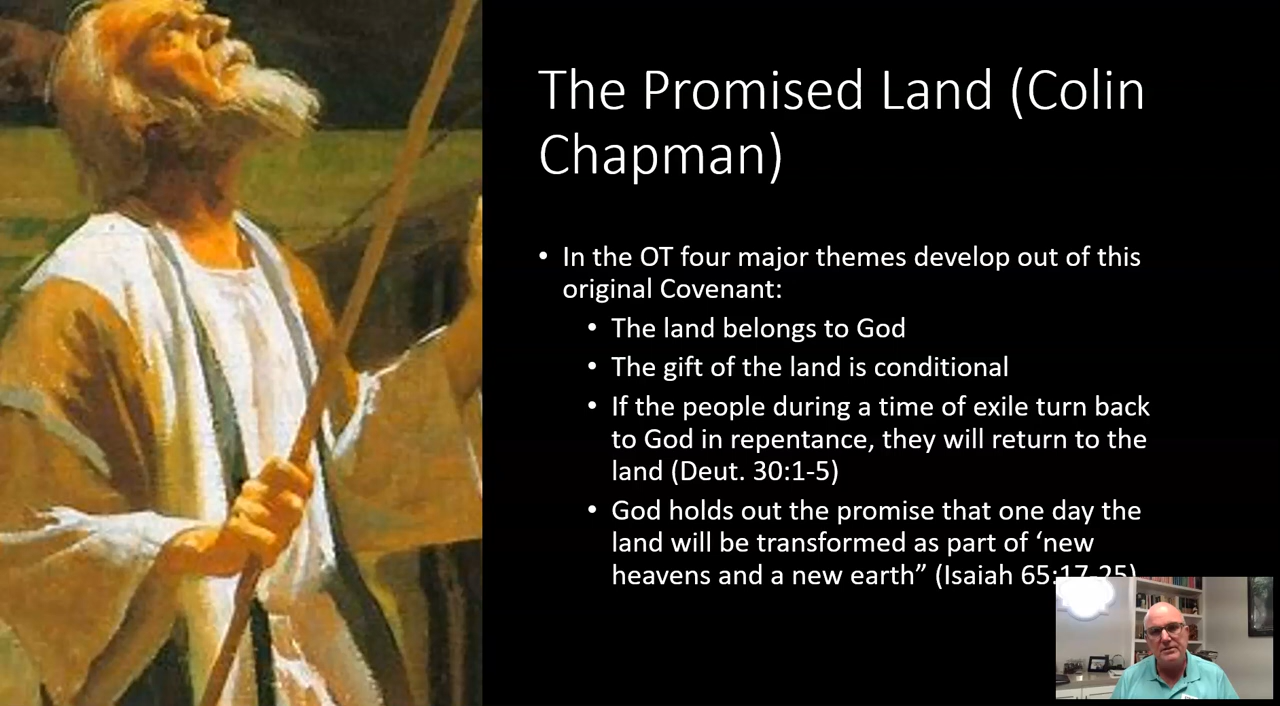 The Promised Land (Colin
Chapman)
• In the OT four major themes develop out of this
original Covenant:
• The land belongs to God
• The gift of the land is conditional
• If the people during a time of exile turn back
to God in repentance, they will return to the
land (Deut. 30:1-5)
• God holds out the promise that one day the
land will be transformed as part of ‘new
heavens and a new earth” (Isaiah 65:17-25)